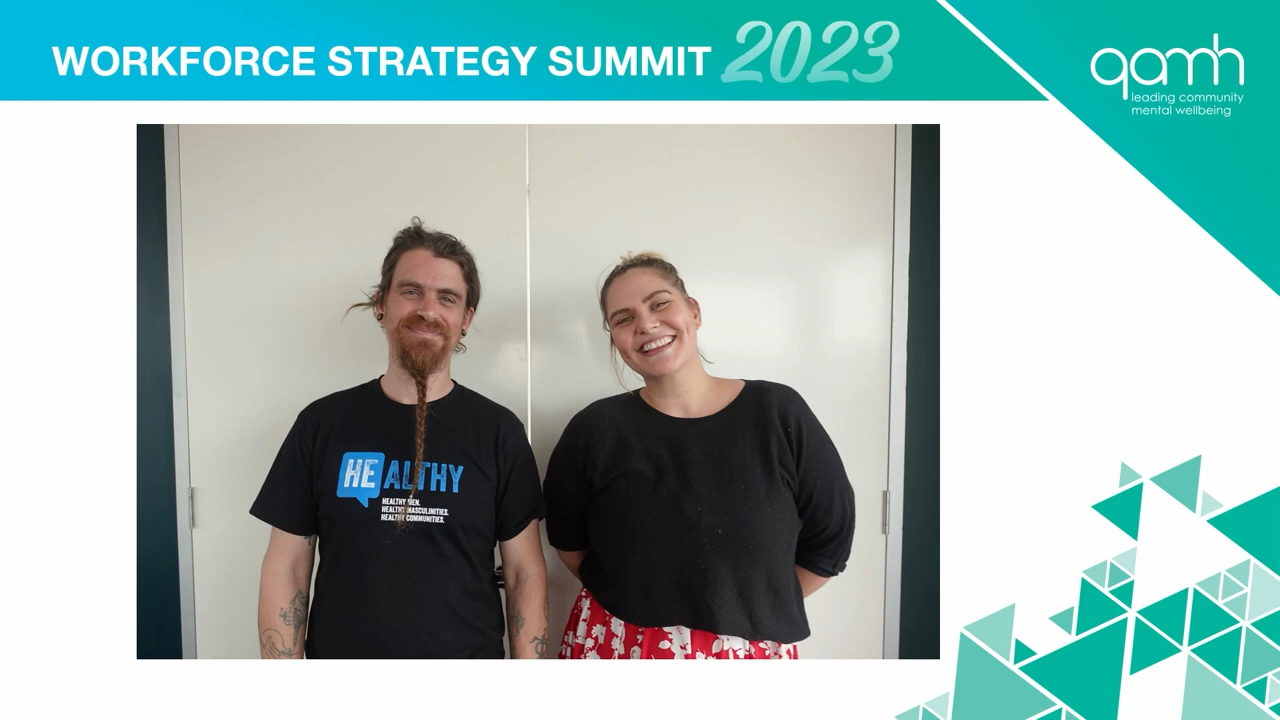 WORKFORCE STRATEGY SUMMIT 2023
qamh
leading community
mental wellbeing
HEALTHY
HEALTHY MEN.
HEALTHY MASCULINITIES.
HEALTHY COMMUNITIES.